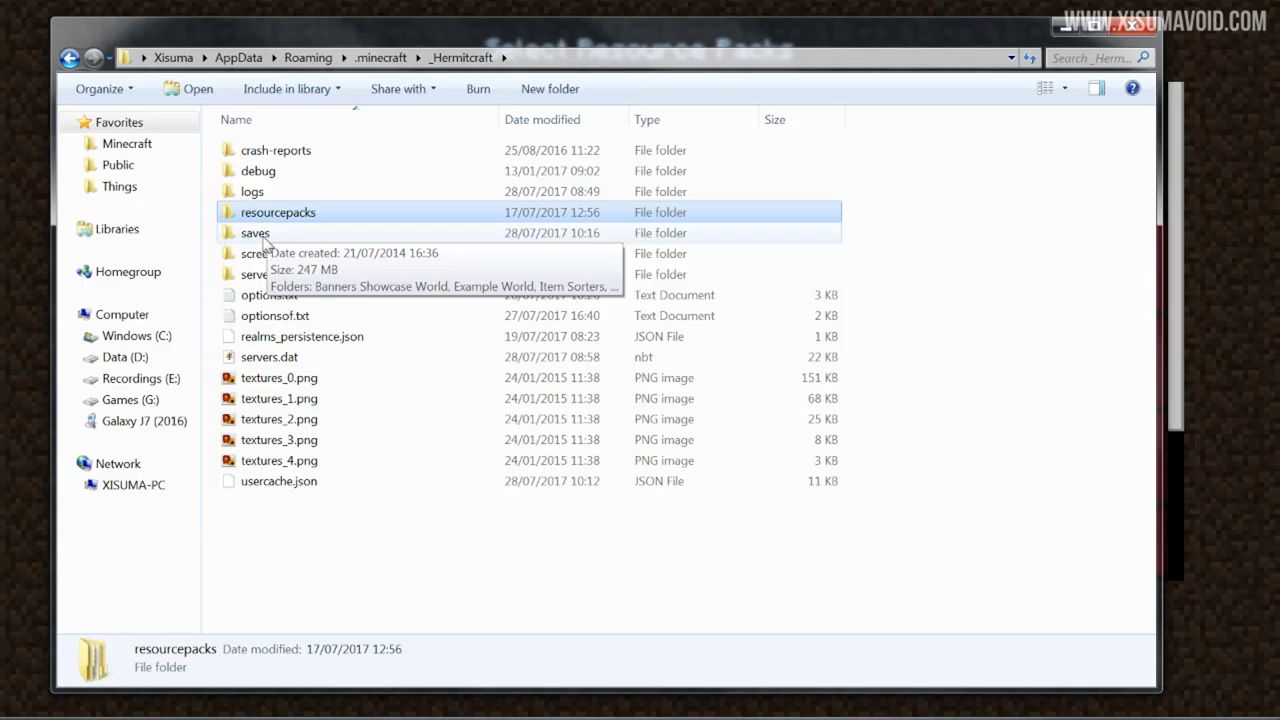 WWW.XISUMAVOID.COM
Select Resource Packs
Xisuma AppData Roaming .minecraft _Hermitcraft
Search _Herm...
Organize Open Include in library Share with Burn New folder
Favorites
Minecraft
Public
Things
Libraries
Homegroup
Computer
Windows (C:)
Data (D:)
Recordings (E:)
Games (G:)
Galaxy J7 (2016)
Network
XISUMA-PC
Name Date modified Type Size
crash-reports 25/08/2016 11:22 File folder
debug 13/01/2017 09:02 File folder
logs 28/07/2017 08:49 File folder
resourcepacks 17/07/2017 12:56 File folder
saves 28/07/2017 10:16 File folder
scree File folder
serve File folder
Date created: 21/07/2014 16:36
Size: 247 MB
Folders: Banners Showcase World, Example World, Item Sorters, ...
options.txt Text Document 3 KB
optionsof.txt 27/07/2017 16:40 Text Document 2 KB
realms_persistence.json 19/07/2017 08:23 JSON File 1 KB
servers.dat 28/07/2017 08:58 nbt 22 KB
textures_0.png 24/01/2015 11:38 PNG image 151 KB
textures_1.png 24/01/2015 11:38 PNG image 68 KB
textures_2.png 24/01/2015 11:38 PNG image 25 KB
textures_3.png 24/01/2015 11:38 PNG image 8 KB
textures_4.png 24/01/2015 11:38 PNG image 3 KB
usercache.json 28/07/2017 10:12 JSON File 11 KB
resourcepacks Date modified: 17/07/2017 12:56
File folder